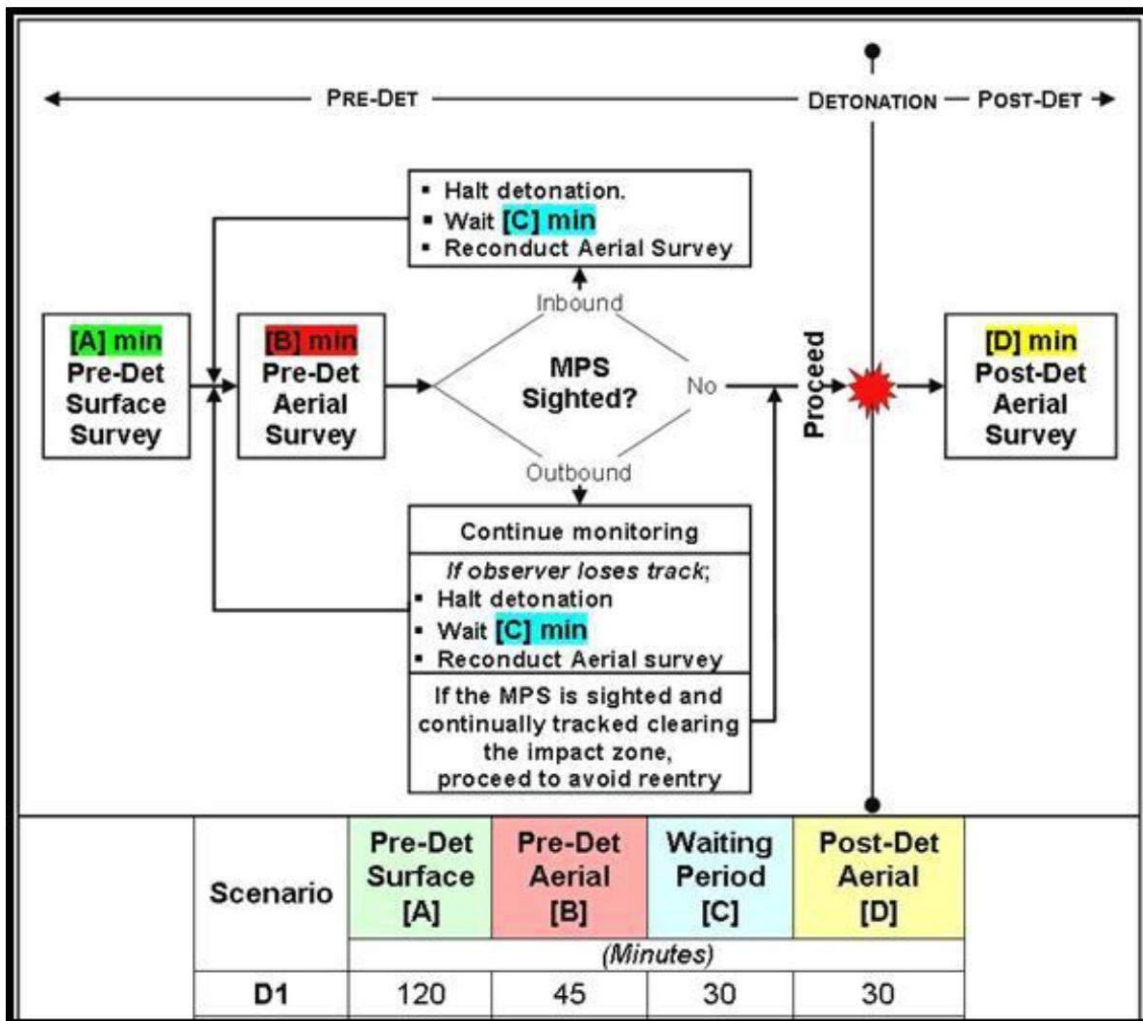 PRE-DET
DETONATION
POST-DET
▪ Halt detonation.
▪ Wait [C] min
▪ Reconduct Aerial Survey
Inbound
[A] min
Pre-Det
Surface
Survey
[B] min
Pre-Det
Aerial
Survey
MPS
Sighted?
No
Proceed
[D] min
Post-Det
Aerial
Survey
Outbound
Continue monitoring
If observer loses track;
▪ Halt detonation
▪ Wait [C] min
▪ Reconduct Aerial survey
If the MPS is sighted and
continually tracked clearing
the impact zone,
proceed to avoid reentry
Scenario
Pre-Det
Surface
[A]
Pre-Det
Aerial
[B]
Waiting
Period
[C]
Post-Det
Aerial
[D]
(Minutes)
D1 120 45 30 30